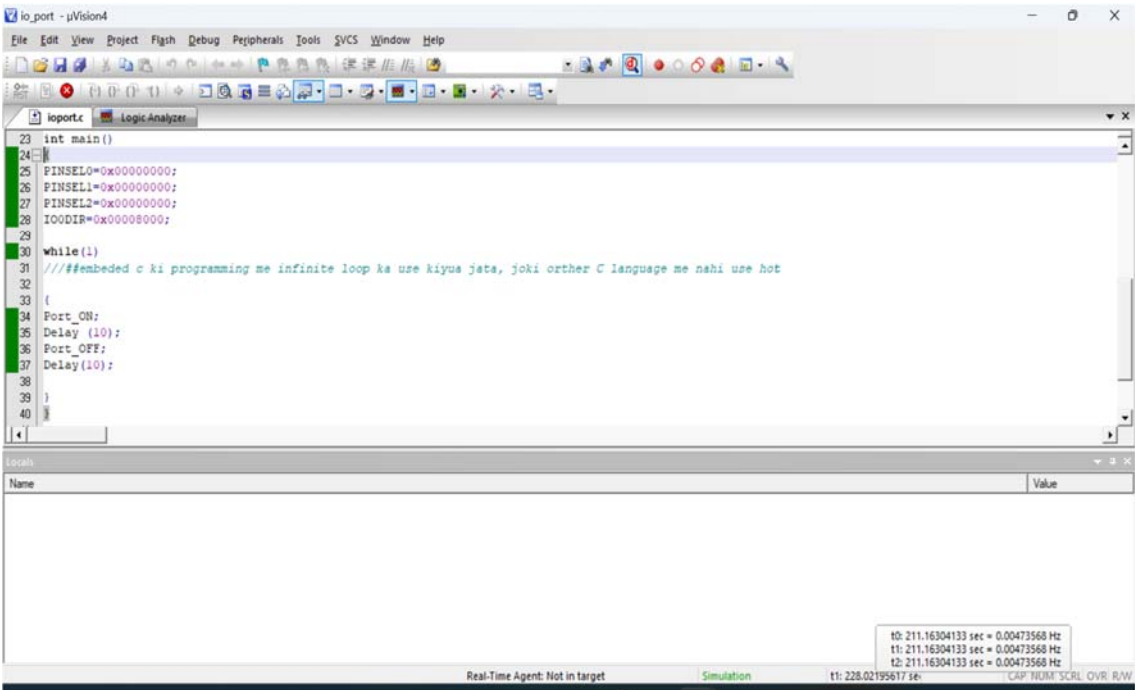 io_port - µVision4
File Edit View Project Flash Debug Peripherals Tools SVCS Window Help
ioport.c Logic Analyzer
23 int main()
24 {
25 PINSEL0=0x00000000;
26 PINSEL1=0x00000000;
27 PINSEL2=0x00000000;
28 IO0DIR=0x00008000;
29
30 while(1)
31 ///##embeded c ki programming me infinite loop ka use kiyua jata, joki orther C language me nahi use hot
32
33 {
34 Port_ON;
35 Delay (10);
36 Port_OFF;
37 Delay(10);
38
39 }
40 }
Locals
Name Value
t0: 211.16304133 sec = 0.00473568 Hz
t1: 211.16304133 sec = 0.00473568 Hz
t2: 211.16304133 sec = 0.00473568 Hz
Real-Time Agent: Not in target Simulation t1: 228.02195617 sec CAP NUM SCRL OVR R/W